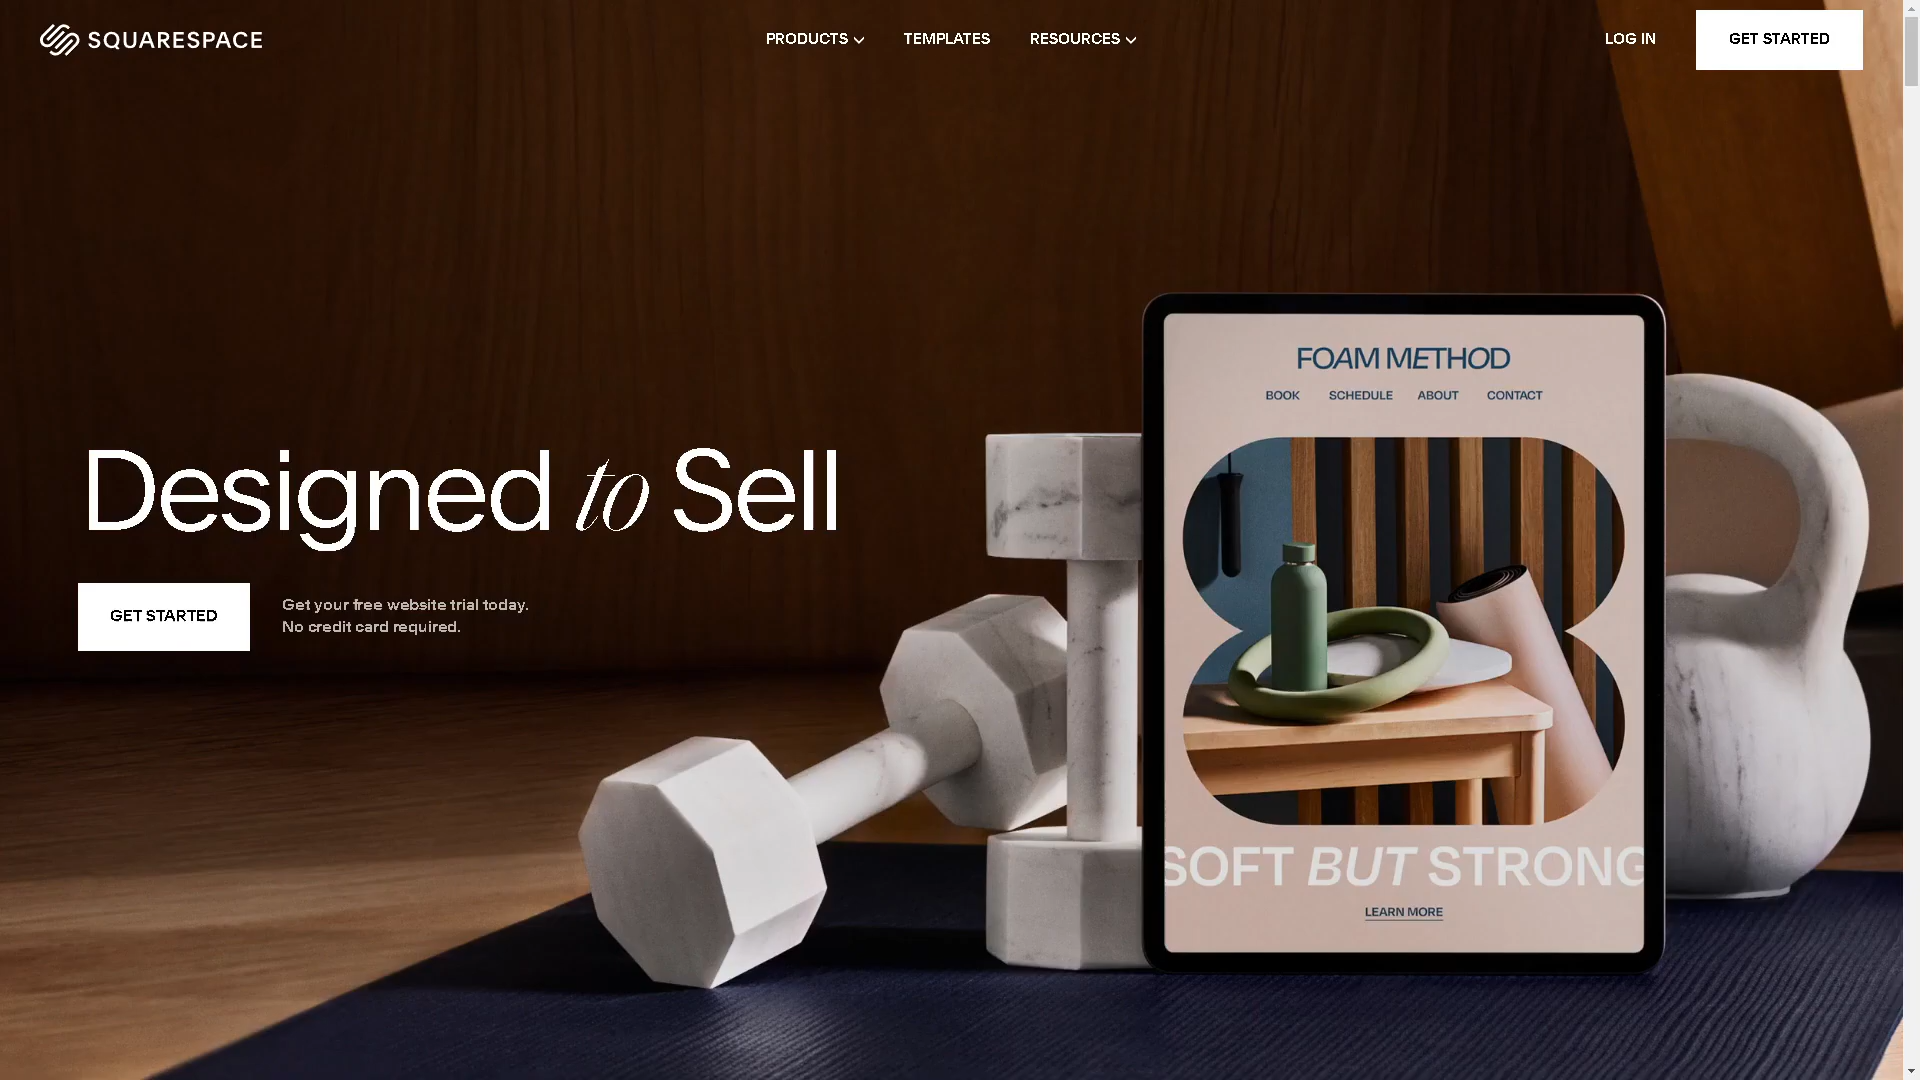 SQUARESPACE
PRODUCTS
TEMPLATES
RESOURCES
LOG IN
GET STARTED
Designed to Sell
GET STARTED
Get your free website trial today.
No credit card required.
FOAM METHOD
BOOK SCHEDULE ABOUT CONTACT
SOFT BUT STRONG
LEARN MORE